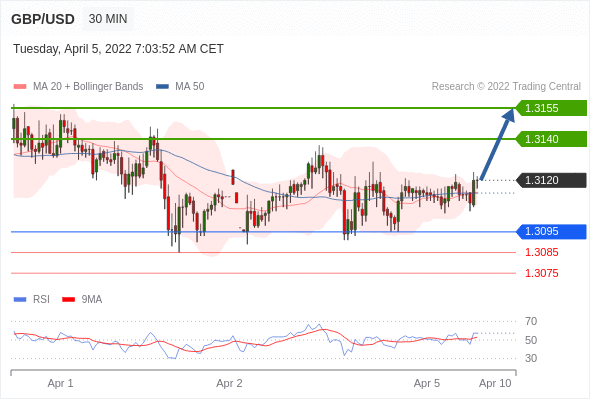 GBP/USD 30 MIN
Tuesday, April 5, 2022 7:03:52 AM CET
MA 20 + Bollinger Bands MA 50 Research © 2022 Trading Central
1.3155
1.3140
1.3120
1.3095
1.3085
1.3075
RSI 9MA
70
50
30
Apr 1 Apr 2 Apr 5 Apr 10